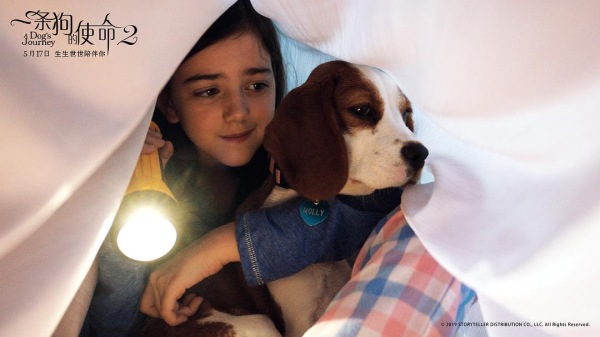 一条狗的使命2
A Dog's
Journey
5月17日 生生世世陪伴你
MOLLY
© 2019 STORYTELLER DISTRIBUTION CO., LLC. All Rights Reserved.